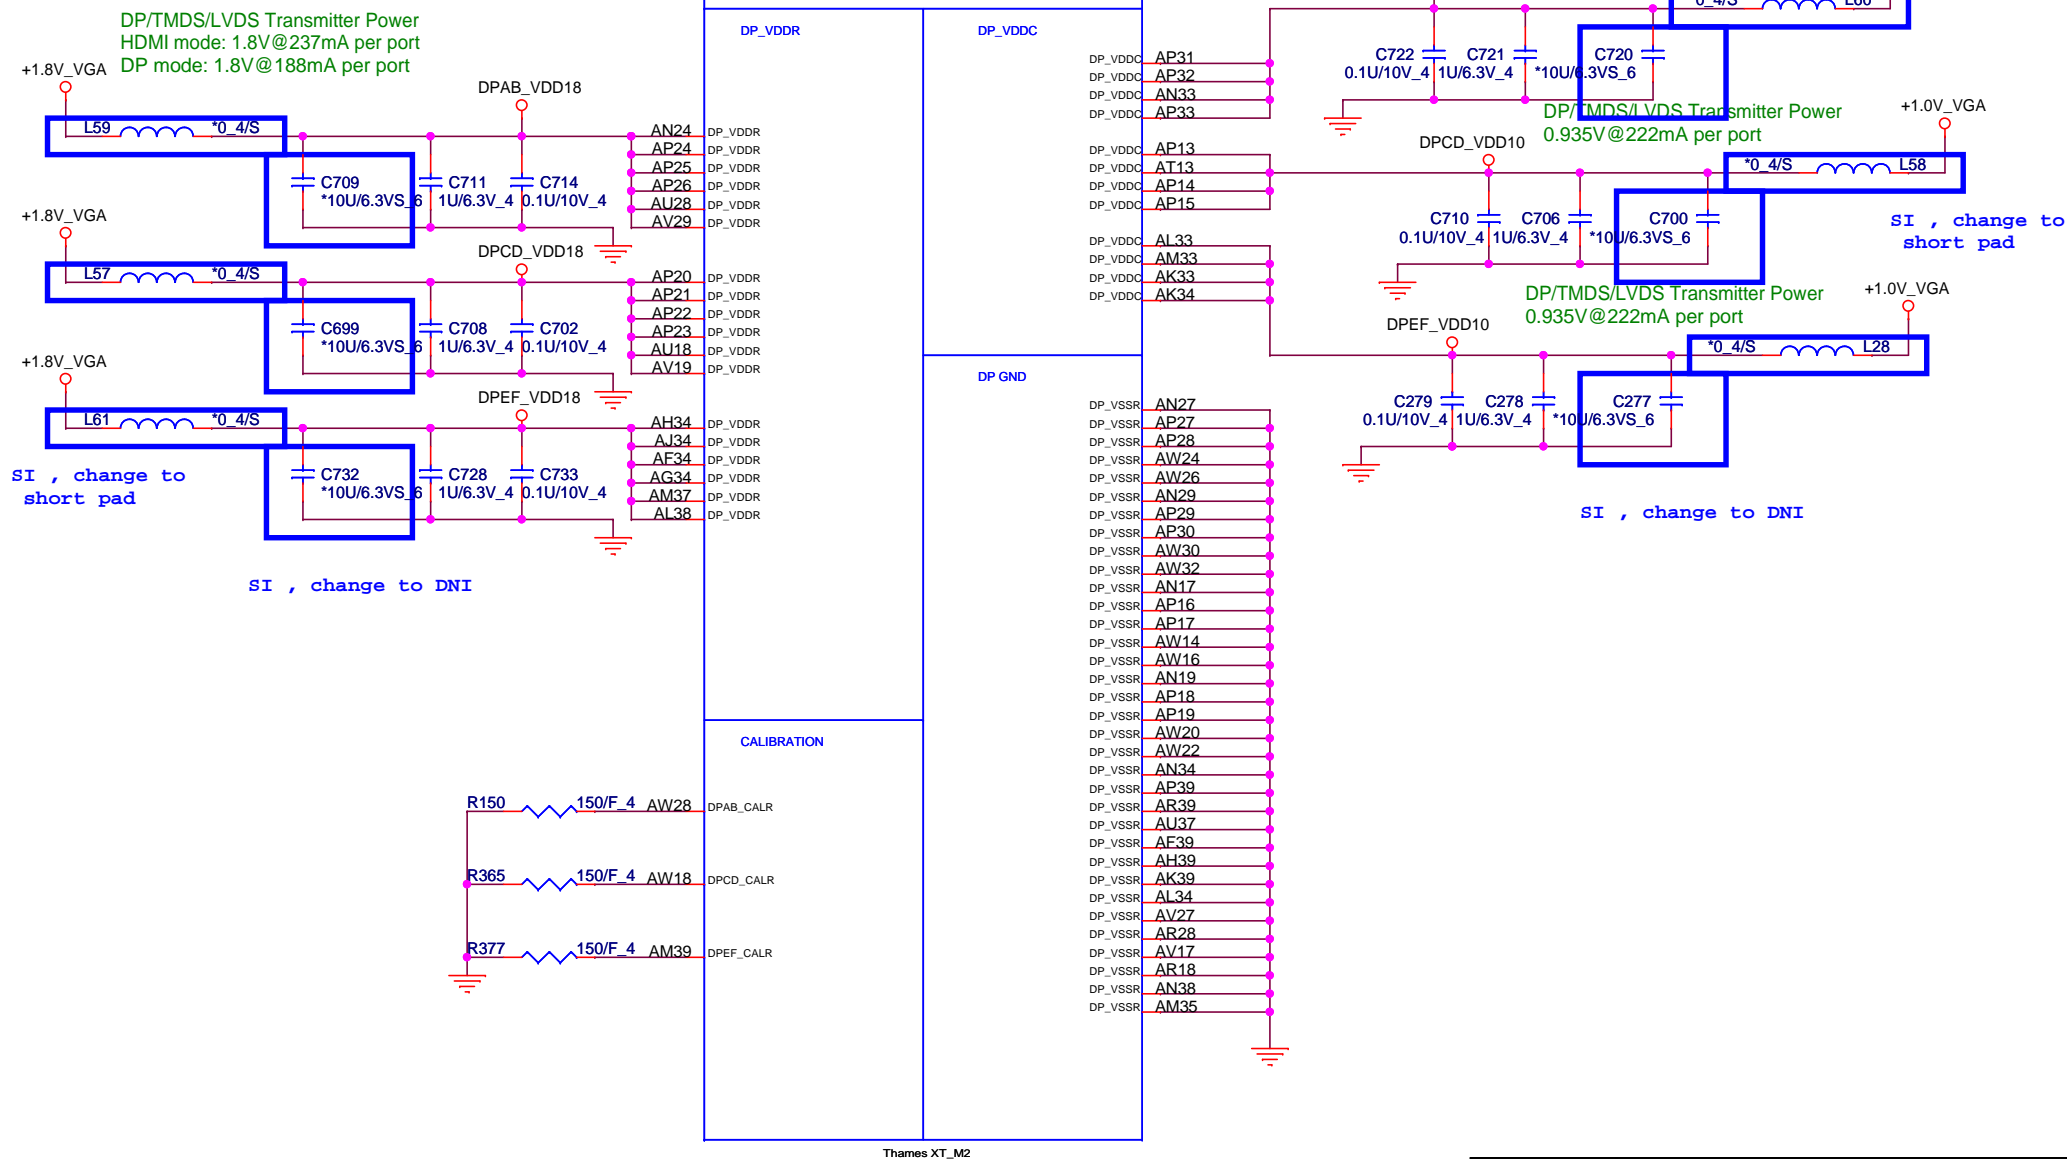 DP/TMDS/LVDS Transmitter Power
HDMI mode: 1.8V@237mA per port
DP mode: 1.8V@188mA per port
+1.8V_VGA
L59
*0_4/S
DPAB_VDD18
C709
*10U/6.3VS_6
C711
1U/6.3V_4
C714
0.1U/10V_4
AN24 DP_VDDR
AP24 DP_VDDR
AP25 DP_VDDR
AP26 DP_VDDR
AU28 DP_VDDR
AV29 DP_VDDR
+1.8V_VGA
L57
*0_4/S
DPCD_VDD18
C699
*10U/6.3VS_6
C708
1U/6.3V_4
C702
0.1U/10V_4
AP20 DP_VDDR
AP21 DP_VDDR
AP22 DP_VDDR
AP23 DP_VDDR
AU18 DP_VDDR
AV19 DP_VDDR
+1.8V_VGA
L61
*0_4/S
DPEF_VDD18
C732
*10U/6.3VS_6
C728
1U/6.3V_4
C733
0.1U/10V_4
AH34 DP_VDDR
AJ34 DP_VDDR
AF34 DP_VDDR
AG34 DP_VDDR
AM37 DP_VDDR
AL38 DP_VDDR
SI , change to
short pad
SI , change to DNI
DP_VDDR
DP_VDDC
CALIBRATION
R150 150/F_4 AW28 DPAB_CALR
R365 150/F_4 AW18 DPCD_CALR
R377 150/F_4 AM39 DPEF_CALR
DP_VDDC AP31
DP_VDDC AP32
DP_VDDC AN33
DP_VDDC AP33
DP_VDDC AP13
DP_VDDC AT13
DP_VDDC AP14
DP_VDDC AP15
DP_VDDC AL33
DP_VDDC AM33
DP_VDDC AK33
DP_VDDC AK34
DP GND
DP_VSSR AN27
DP_VSSR AP27
DP_VSSR AP28
DP_VSSR AW24
DP_VSSR AW26
DP_VSSR AN29
DP_VSSR AP29
DP_VSSR AP30
DP_VSSR AW30
DP_VSSR AW32
DP_VSSR AN17
DP_VSSR AP16
DP_VSSR AP17
DP_VSSR AW14
DP_VSSR AW16
DP_VSSR AN19
DP_VSSR AP18
DP_VSSR AP19
DP_VSSR AW20
DP_VSSR AW22
DP_VSSR AN34
DP_VSSR AP39
DP_VSSR AR39
DP_VSSR AU37
DP_VSSR AF39
DP_VSSR AH39
DP_VSSR AK39
DP_VSSR AL34
DP_VSSR AV27
DP_VSSR AR28
DP_VSSR AV17
DP_VSSR AR18
DP_VSSR AN38
DP_VSSR AM35
L60
C722
0.1U/10V_4
C721
1U/6.3V_4
C720
*10U/6.3VS_6
DP/TMDS/LVDS Transmitter Power
0.935V@222mA per port
+1.0V_VGA
DPCD_VDD10
*0_4/S
L58
C710
0.1U/10V_4
C706
1U/6.3V_4
C700
*10U/6.3VS_6
SI , change to
short pad
DP/TMDS/LVDS Transmitter Power
0.935V@222mA per port
+1.0V_VGA
DPEF_VDD10
*0_4/S
L28
C279
0.1U/10V_4
C278
1U/6.3V_4
C277
*10U/6.3VS_6
SI , change to DNI
Thames XT_M2